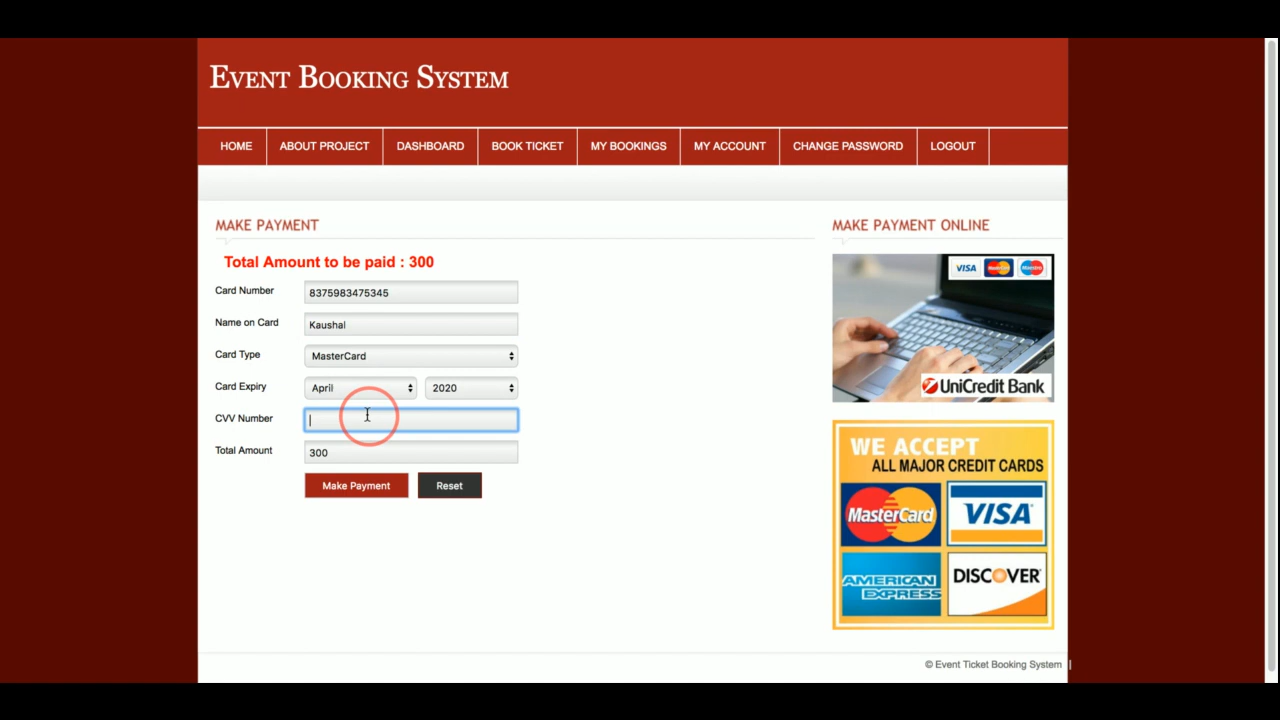 EVENT BOOKING SYSTEM
HOME ABOUT PROJECT DASHBOARD BOOK TICKET MY BOOKINGS MY ACCOUNT CHANGE PASSWORD LOGOUT
MAKE PAYMENT
Total Amount to be paid : 300
Card Number 8375983475345
Name on Card Kaushal
Card Type MasterCard
Card Expiry April 2020
CVV Number
Total Amount 300
Make Payment Reset
MAKE PAYMENT ONLINE
VISA MasterCard Maestro
UniCredit Bank
WE ACCEPT
ALL MAJOR CREDIT CARDS
MasterCard VISA
AMERICAN EXPRESS DISCOVER
© Event Ticket Booking System |